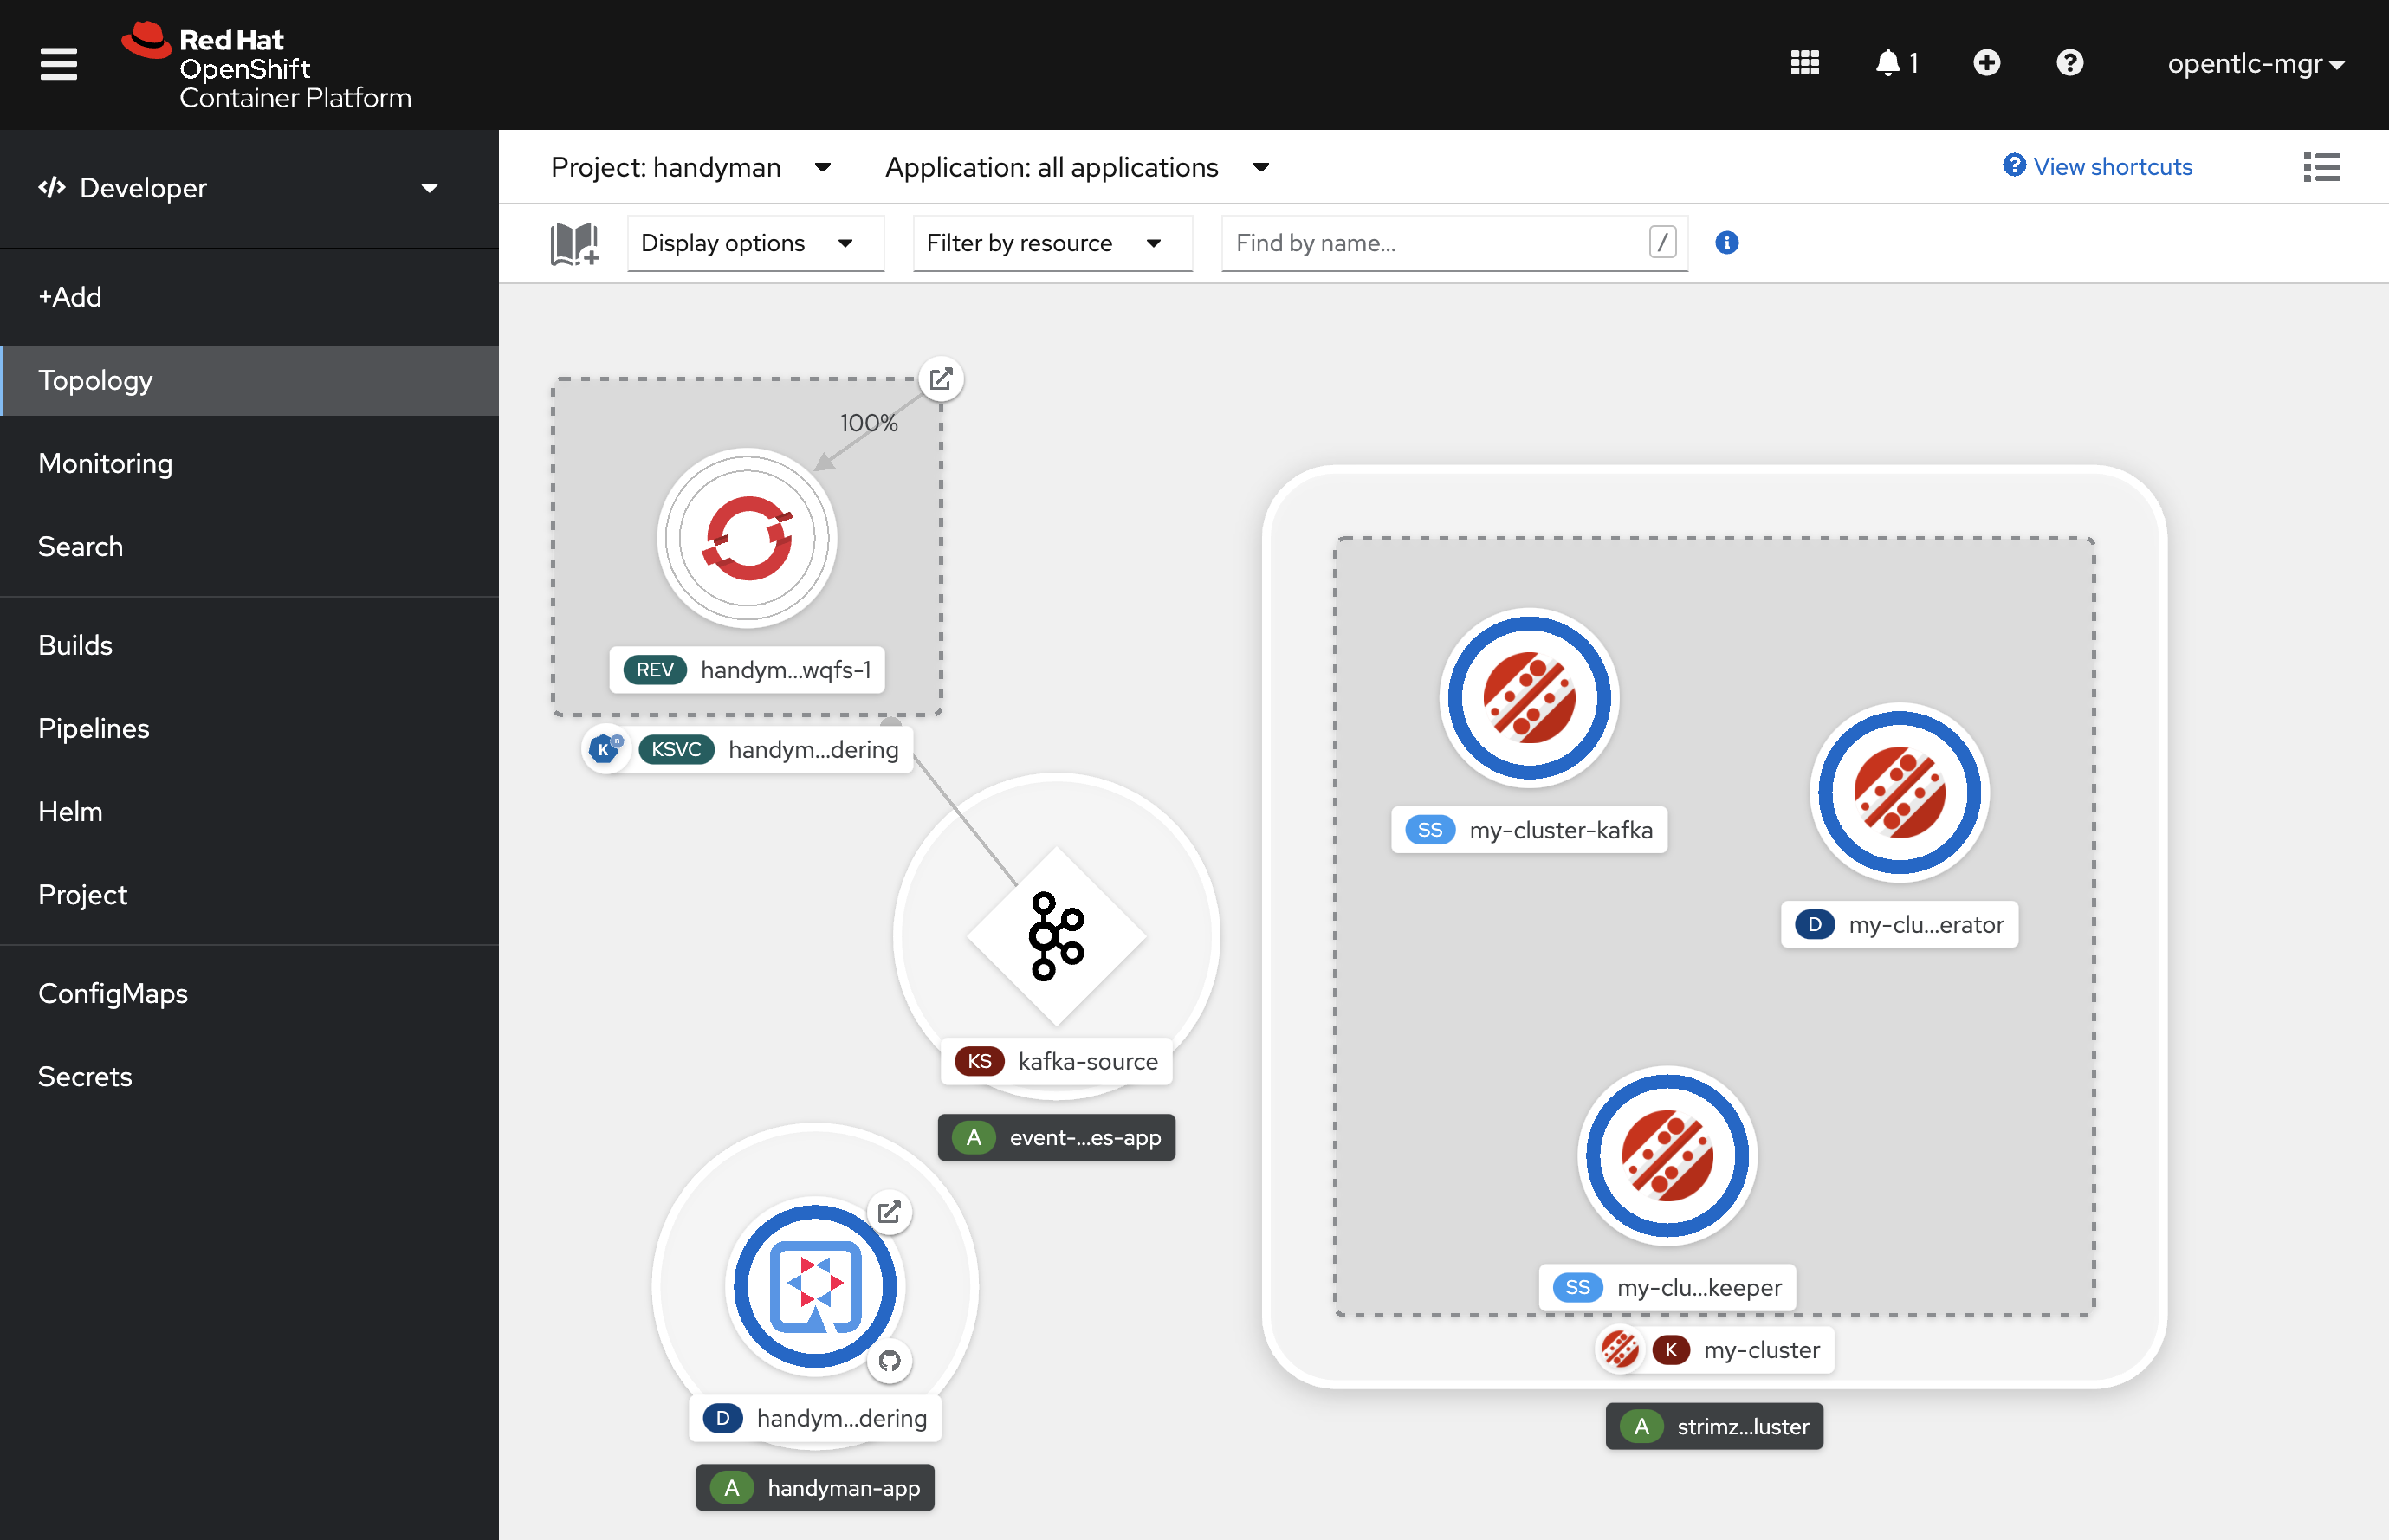 Red Hat
OpenShift
Container Platform
1
opentlc-mgr
Developer
+Add
Topology
Monitoring
Search
Builds
Pipelines
Helm
Project
ConfigMaps
Secrets
Project: handyman
Application: all applications
View shortcuts
Display options
Filter by resource
Find by name...
/
100%
REV handym...wqfs-1
K n KSVC handym...dering
KS kafka-source
A event-...es-app
D handym...dering
A handyman-app
SS my-cluster-kafka
D my-clu...erator
SS my-clu...keeper
K my-cluster
A strimz...luster